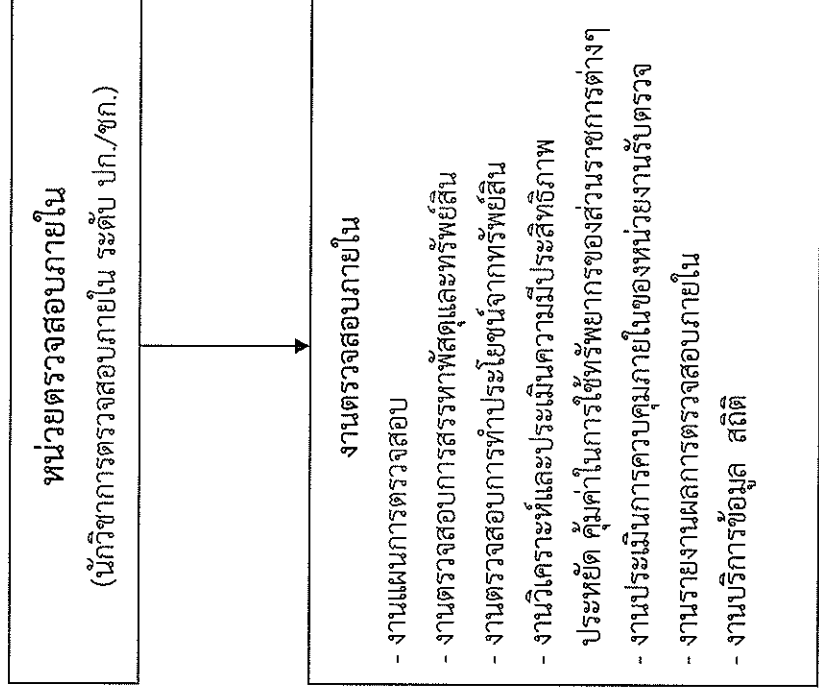 หน่วยตรวจสอบภายใน
(นักวิชาการตรวจสอบภายใน ระดับ ปก./ชก.)
งานตรวจสอบภายใน
- งานแผนการตรวจสอบ
- งานตรวจสอบการสรรหาพัสดุและทรัพย์สิน
- งานตรวจสอบการทำประโยชน์จากทรัพย์สิน
- งานวิเคราะห์และประเมินความมีประสิทธิภาพ
ประหยัด คุ้มค่าในการใช้ทรัพยากรของส่วนราชการต่างๆ
- งานประเมินการควบคุมภายในของหน่วยงานรับตรวจ
- งานรายงานผลการตรวจสอบภายใน
- งานบริการข้อมูล สถิติ